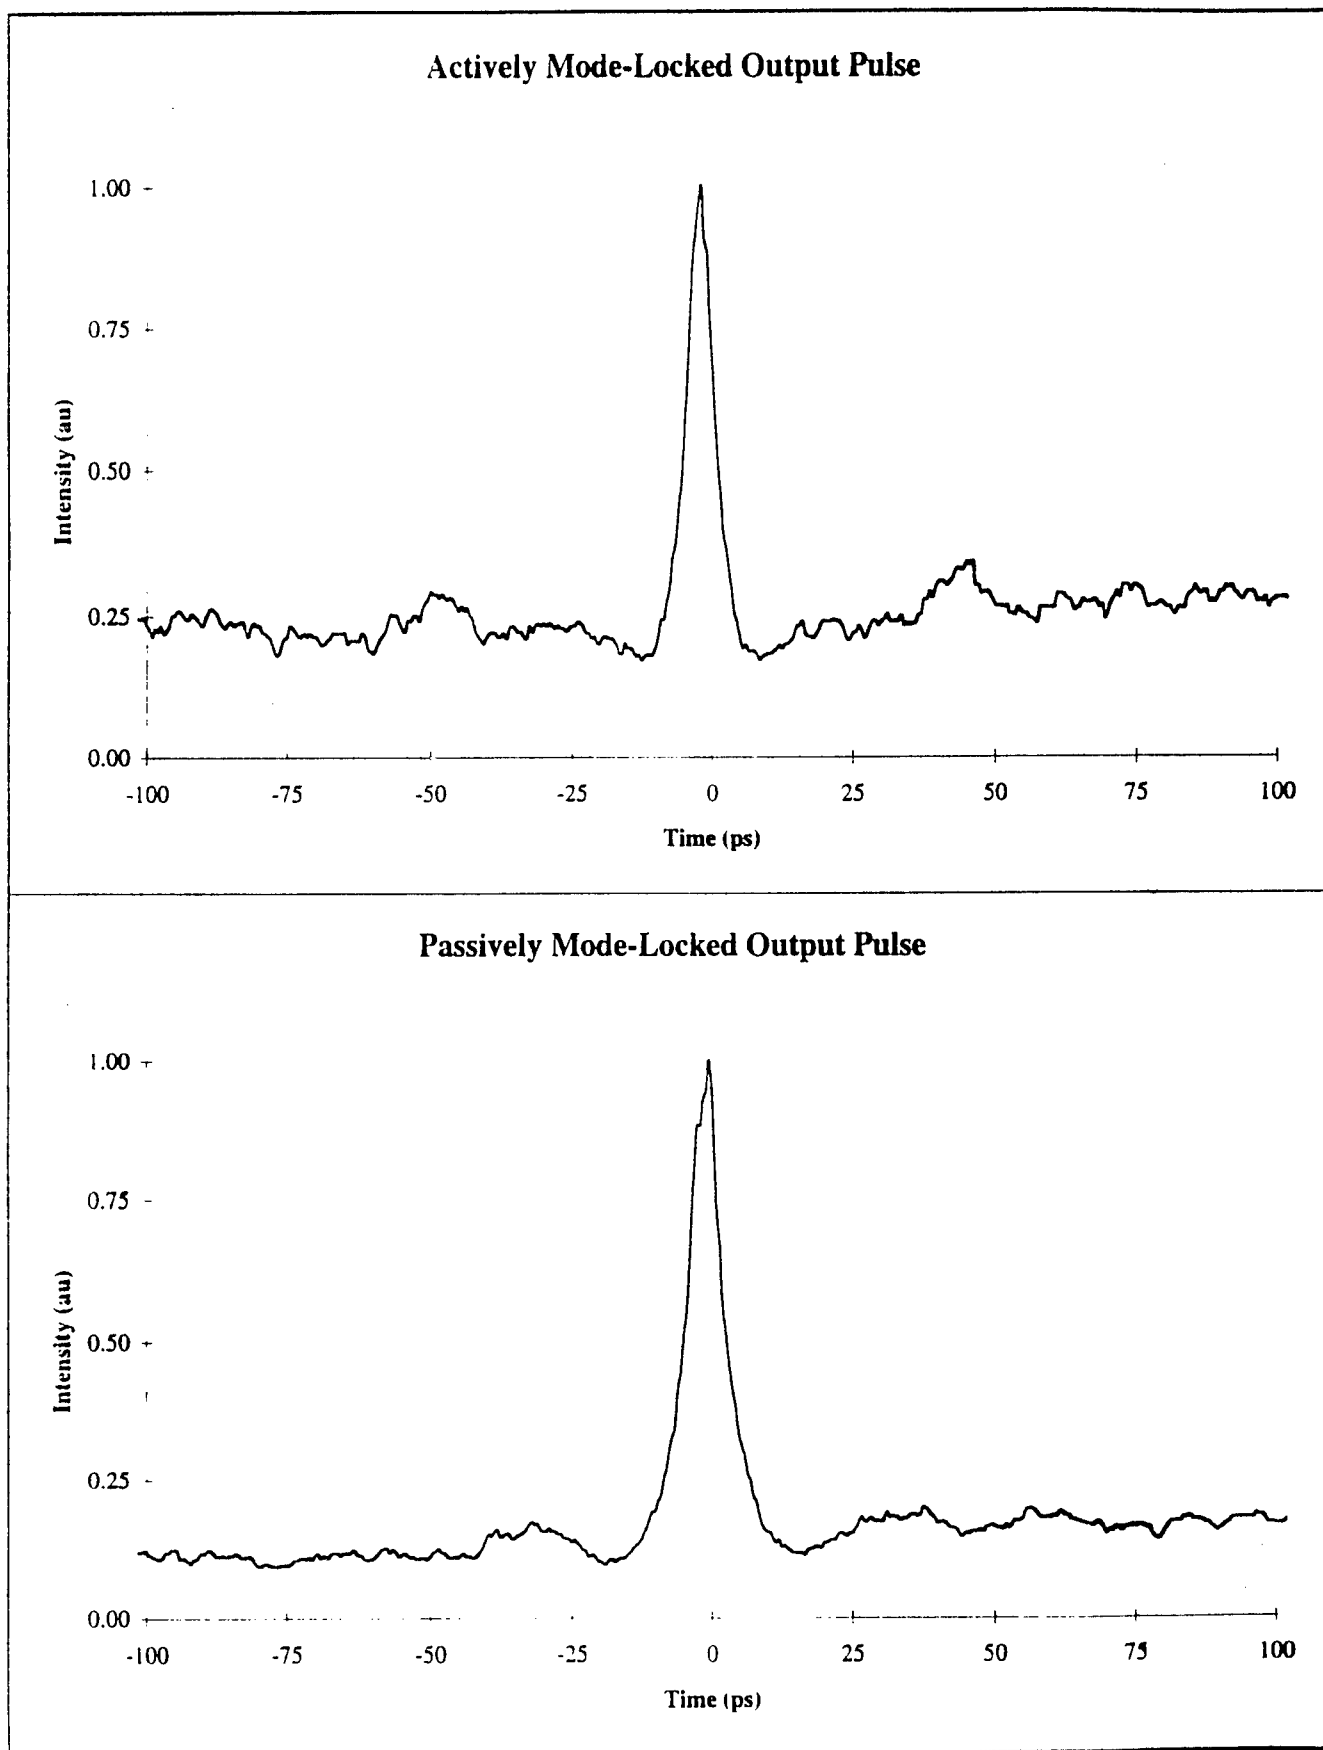 Actively Mode-Locked Output Pulse
1.00
0.75
0.50
0.25
0.00
Intensity (au)
-100 -75 -50 -25 0 25 50 75 100
Time (ps)
Passively Mode-Locked Output Pulse
1.00
0.75
0.50
0.25
0.00
Intensity (au)
-100 -75 -50 -25 0 25 50 75 100
Time (ps)